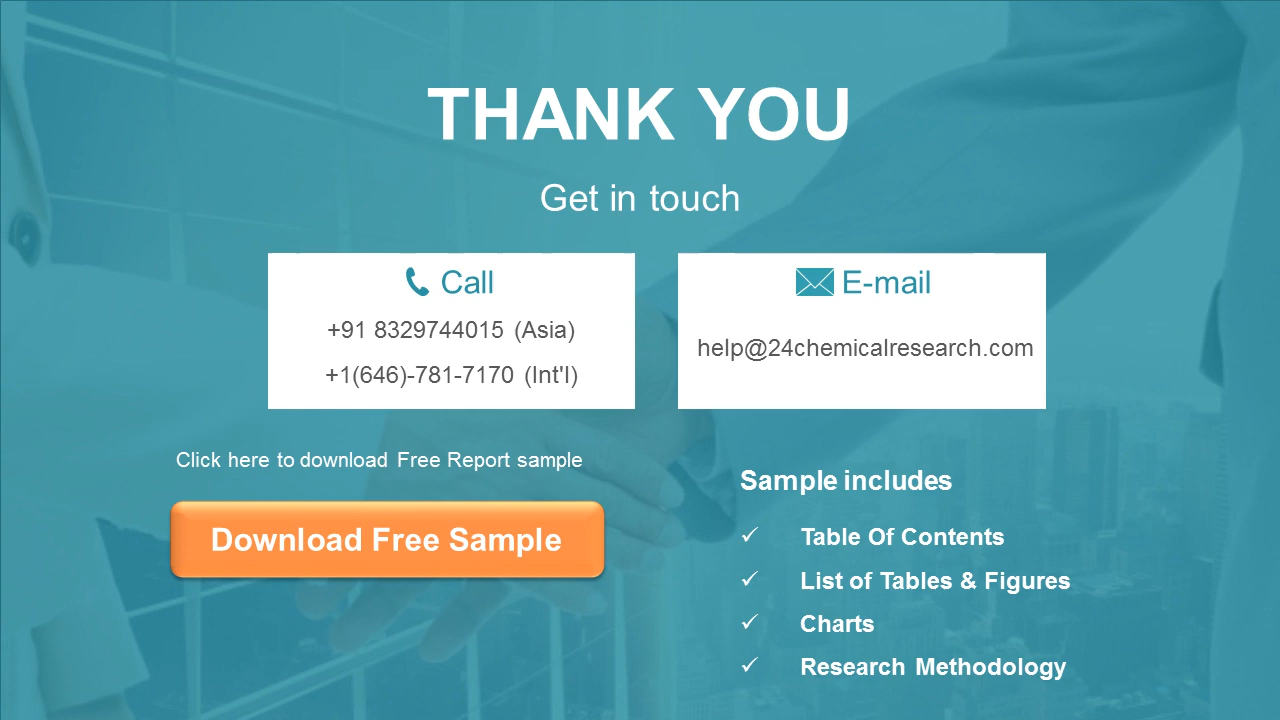 THANK YOU
Get in touch
Call
+91 8329744015 (Asia)
+1(646)-781-7170 (Int'l)
E-mail
help@24chemicalresearch.com
Click here to download Free Report sample
Download Free Sample
Sample includes
✓ Table Of Contents
✓ List of Tables & Figures
✓ Charts
✓ Research Methodology